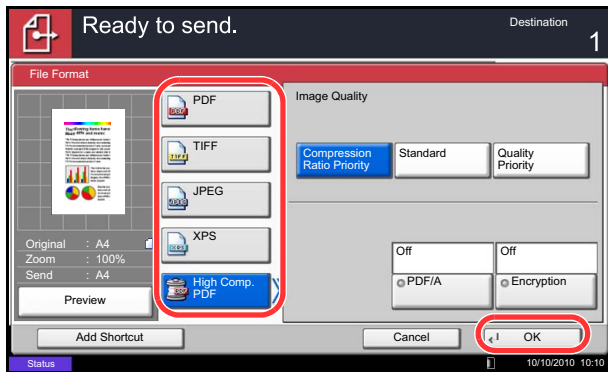 Ready to send.
Destination
1
File Format
PDF
PDF
TIFF
TIFF
JPEG
XPS
High Comp.
PDF
Image Quality
Compression
Ratio Priority
Standard
Quality
Priority
Original : A4
Zoom : 100%
Send : A4
Preview
Off
PDF/A
Off
Encryption
Add Shortcut
Cancel
OK
Status
10/10/2010 10:10